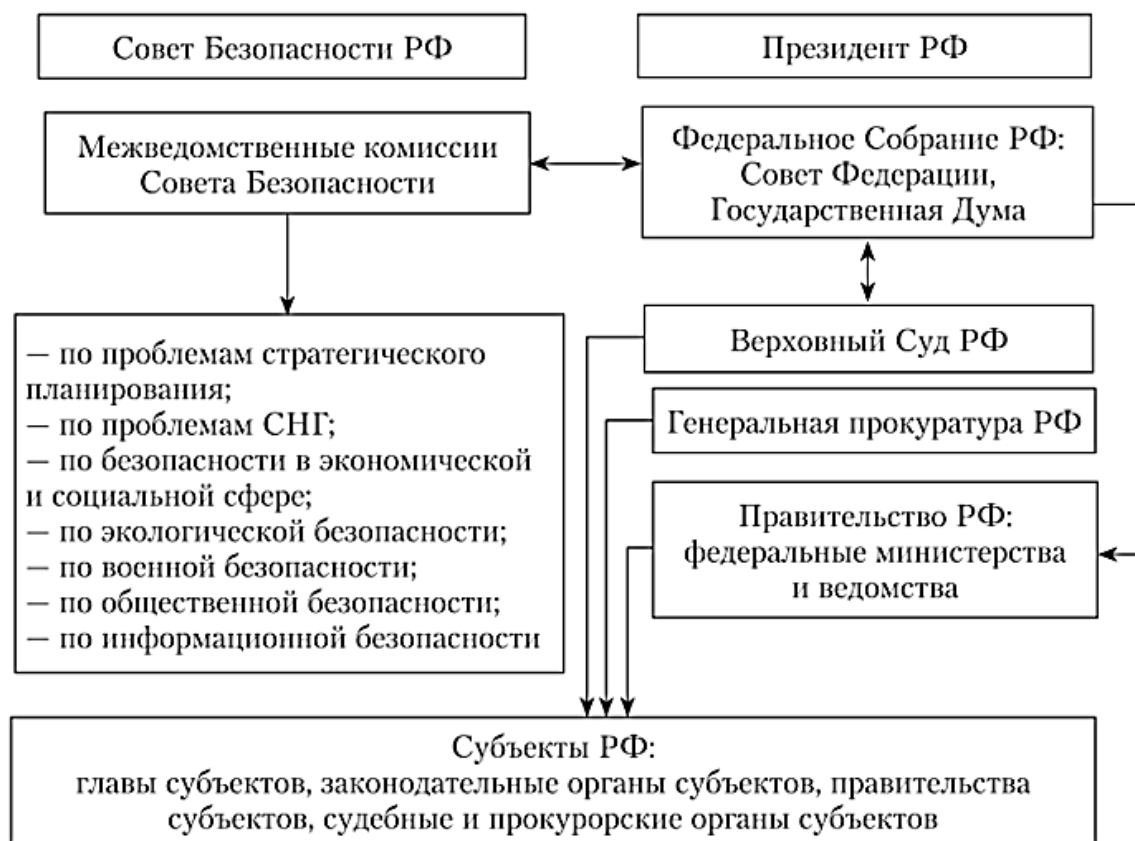 Совет Безопасности РФ
Президент РФ
Межведомственные комиссии
Совета Безопасности
Федеральное Собрание РФ:
Совет Федерации,
Государственная Дума
— по проблемам стратегического
планирования;
— по проблемам СНГ;
— по безопасности в экономической
и социальной сфере;
— по экологической безопасности;
— по военной безопасности;
— по общественной безопасности;
— по информационной безопасности
Верховный Суд РФ
Генеральная прокуратура РФ
Правительство РФ:
федеральные министерства
и ведомства
Субъекты РФ:
главы субъектов, законодательные органы субъектов, правительства
субъектов, судебные и прокурорские органы субъектов